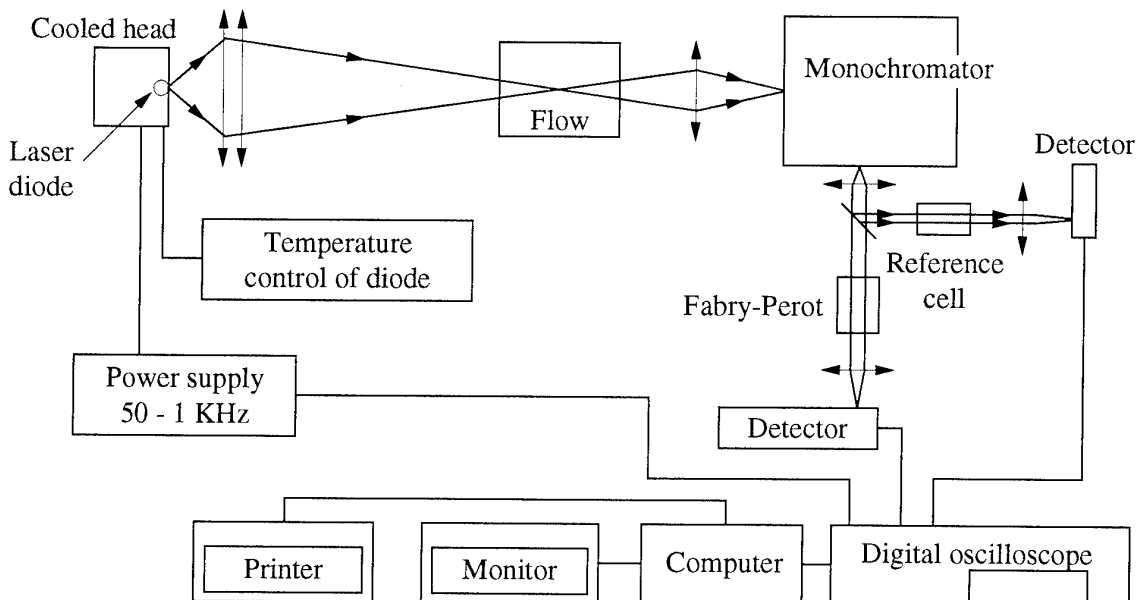 Cooled head
Laser
diode
Flow
Monochromator
Detector
Temperature
control of diode
Reference
cell
Fabry-Perot
Power supply
50 - 1 KHz
Detector
Printer
Monitor
Computer
Digital oscilloscope